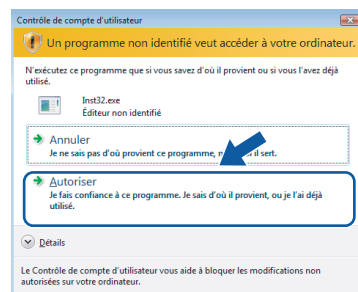 Contrôle de compte d'utilisateur
Un programme non identifié veut accéder à votre ordinateur.
N'exécutez ce programme que si vous savez d'où il provient ou si vous l'avez déjà
utilisé.
Inst32.exe
Éditeur non identifié
Annuler
Je ne sais pas d'où provient ce programme, il sert.
Autoriser
Je fais confiance à ce programme. Je sais d'où il provient, ou je l'ai déjà
utilisé.
Détails
Le Contrôle de compte d'utilisateur vous aide à bloquer les modifications non
autorisées sur votre ordinateur.